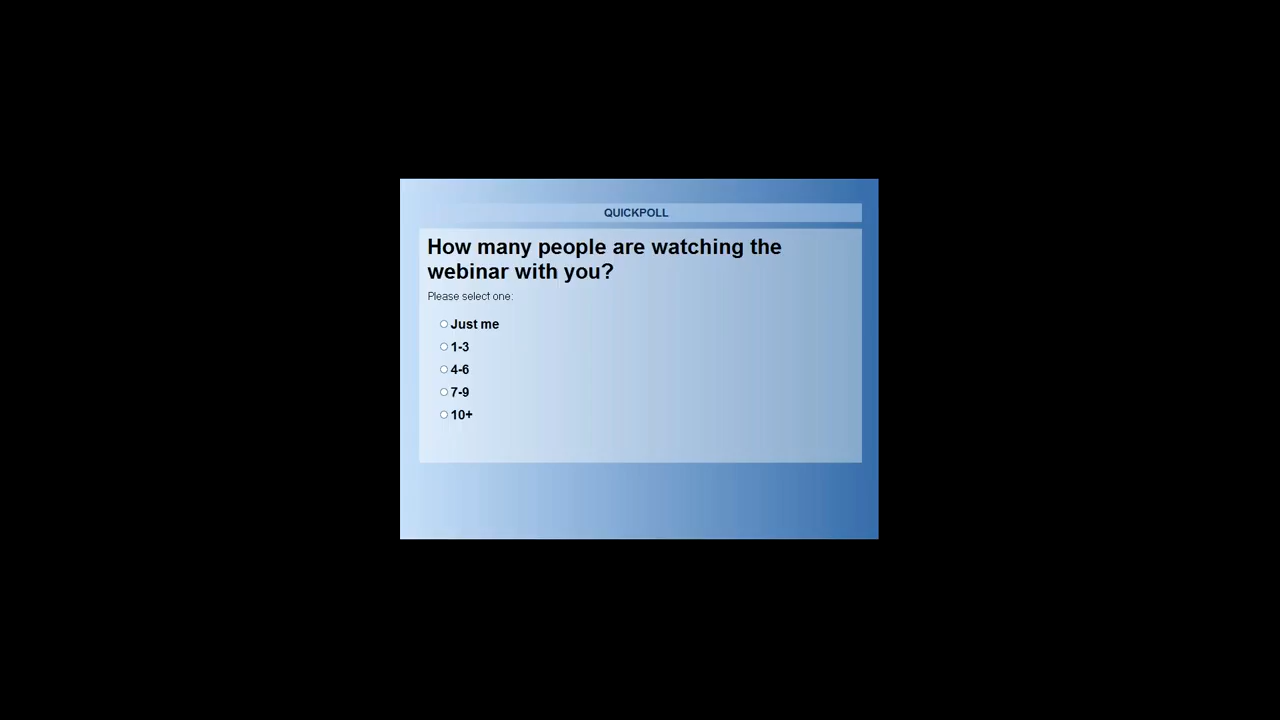 QUICKPOLL
How many people are watching the
webinar with you?
Please select one:
Just me
1-3
4-6
7-9
10+